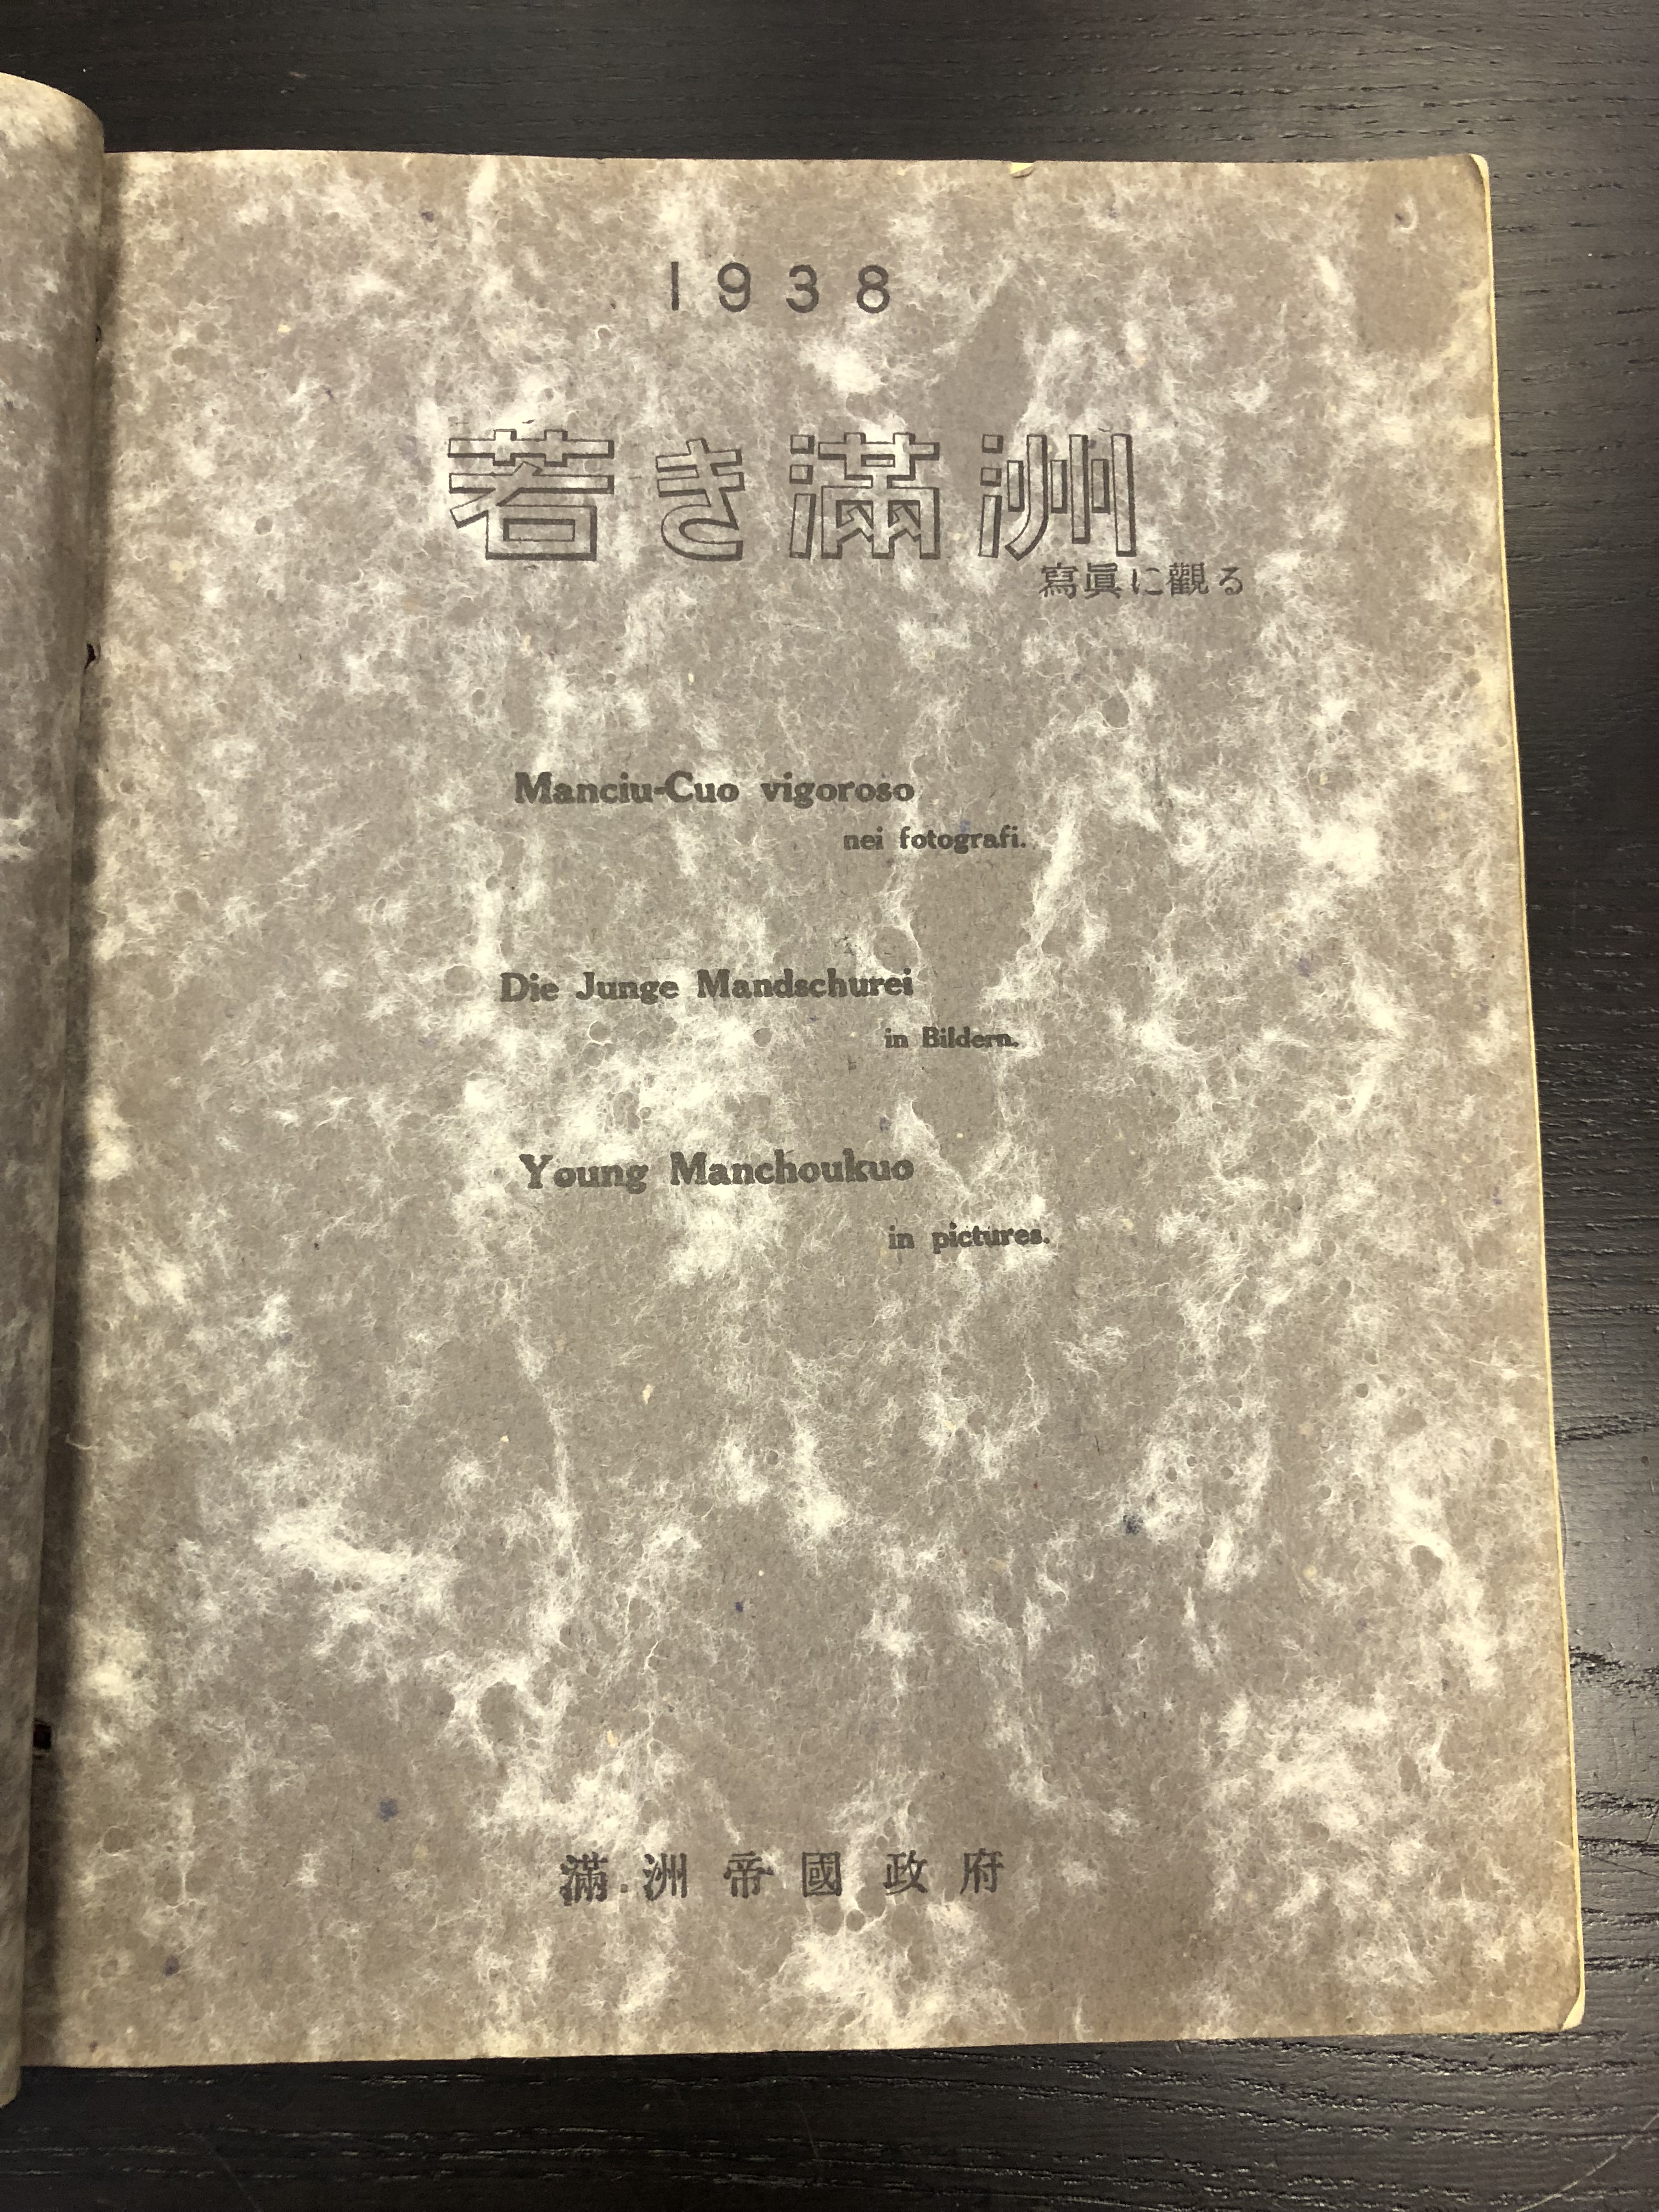 1938
若き滿洲
寫眞に觀る
Manciu-Cuo vigoroso
nei fotografi.
Die Junge Mandschurei
in Bildern.
Young Manchoukuo
in pictures.
滿洲帝國政府